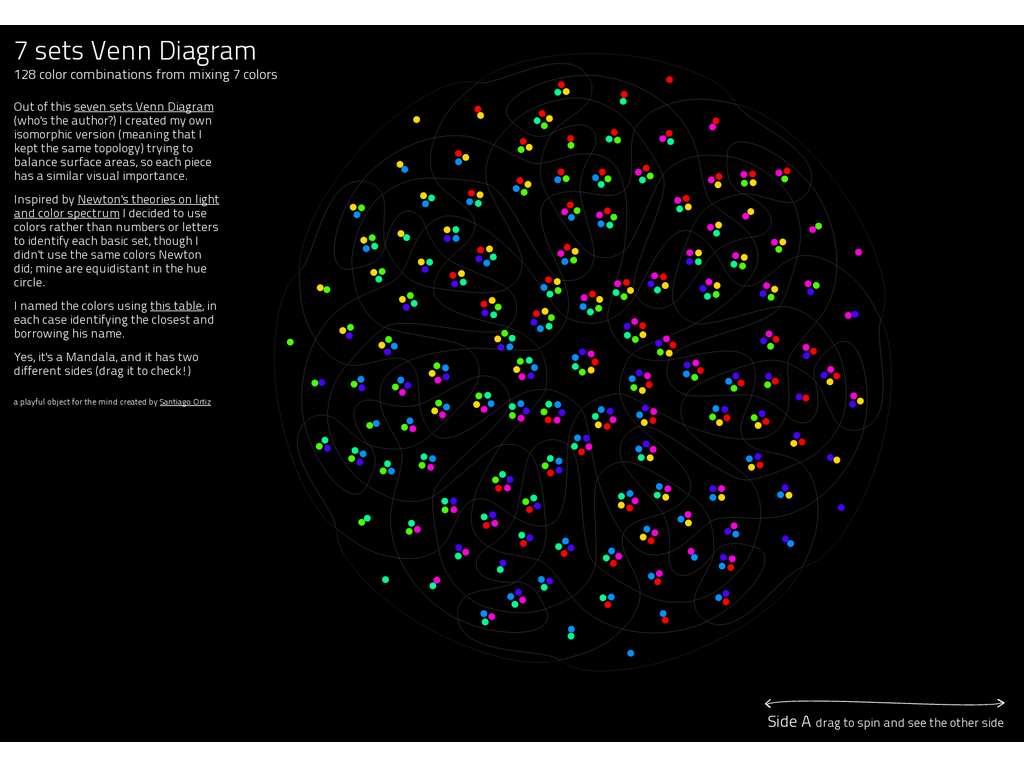 7 sets Venn Diagram
128 color combinations from mixing 7 colors
Out of this seven sets Venn Diagram
(who's the author?) I created my own
isomorphic version (meaning that I
kept the same topology) trying to
balance surface areas, so each piece
has a similar visual importance.
Inspired by Newton's theories on light
and color spectrum I decided to use
colors rather than numbers or letters
to identify each basic set, though I
didn't use the same colors Newton
did; mine are equidistant in the hue
circle.
I named the colors using this table, in
each case identifying the closest and
borrowing his name.
Yes, it's a Mandala, and it has two
different sides (drag it to check!)
a playful object for the mind created by Santiago Ortiz
Side A drag to spin and see the other side